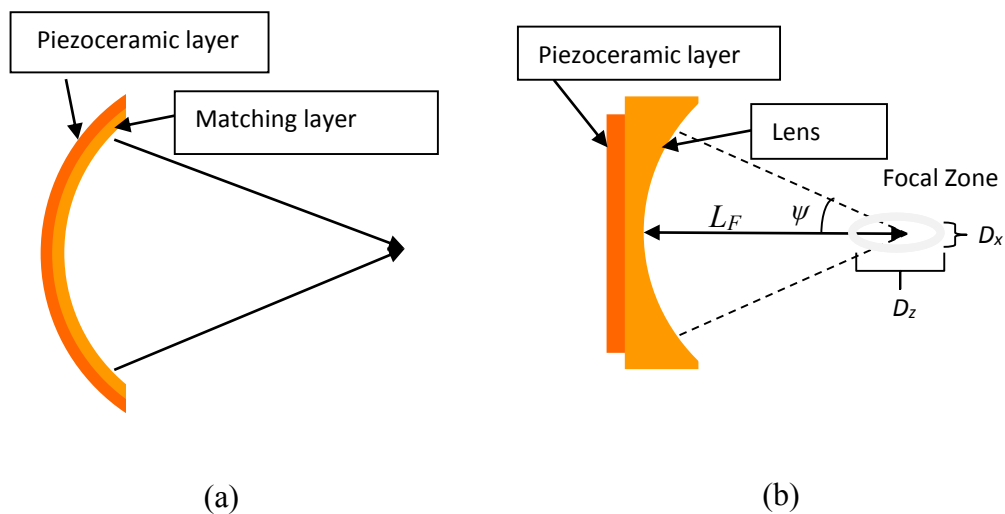 Piezoceramic layer
Matching layer
(a)
Piezoceramic layer
Lens
Focal Zone
L_F
ψ
D_x
D_z
(b)